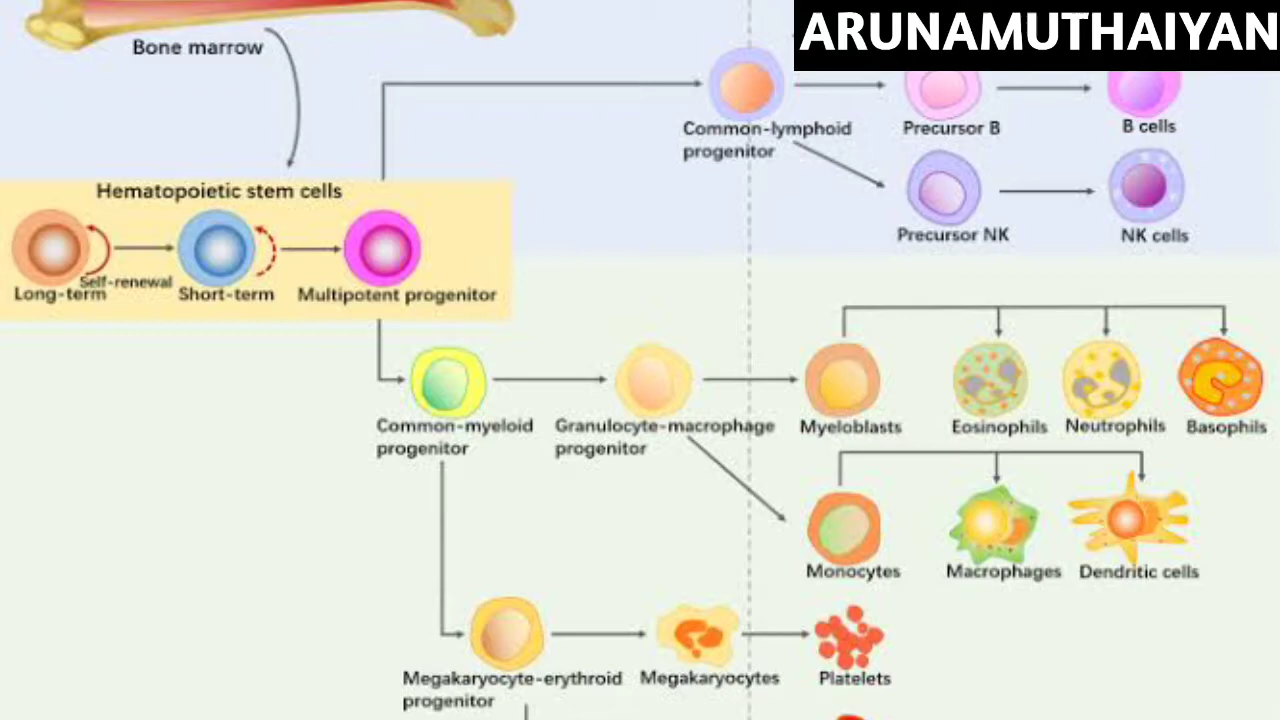 ARUNAMUTHAIYAN
Bone marrow
Common-lymphoid
progenitor
Precursor B
B cells
Hematopoietic stem cells
Precursor NK
NK cells
Self-renewal
Long-term
Short-term
Multipotent progenitor
Common-myeloid
progenitor
Granulocyte-macrophage
progenitor
Myeloblasts
Eosinophils
Neutrophils
Basophils
Monocytes
Macrophages
Dendritic cells
Megakaryocyte-erythroid
progenitor
Megakaryocytes
Platelets